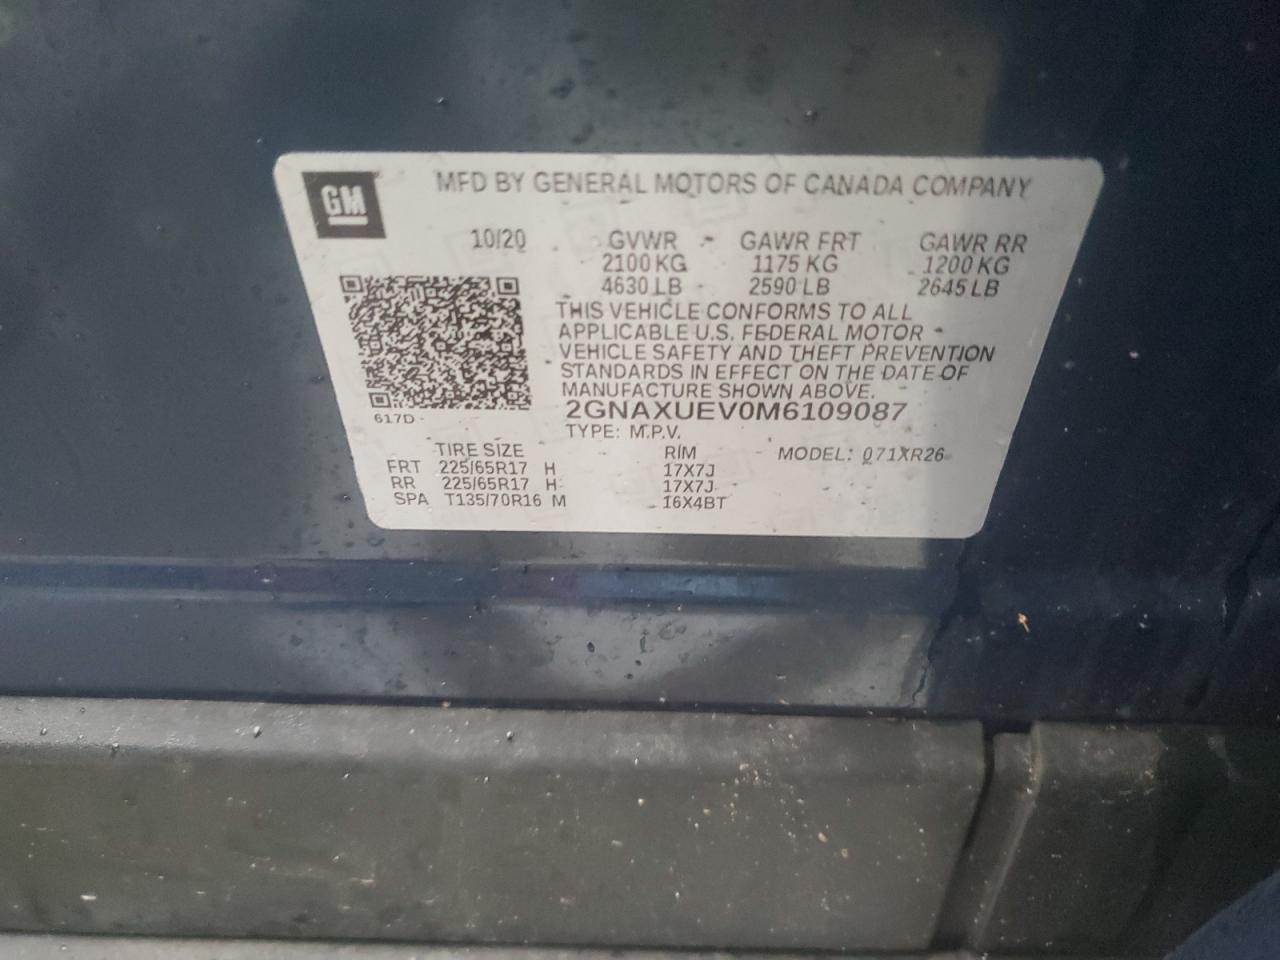 GM
MFD BY GENERAL MOTORS OF CANADA COMPANY
10/20 GVWR GAWR FRT GAWR RR
2100 KG 1175 KG 1200 KG
4630 LB 2590 LB 2645 LB
THIS VEHICLE CONFORMS TO ALL
APPLICABLE U.S. FEDERAL MOTOR
VEHICLE SAFETY AND THEFT PREVENTION
STANDARDS IN EFFECT ON THE DATE OF
MANUFACTURE SHOWN ABOVE.
2GNAXUEV0M6109087
617D
TYPE: M.P.V.
TIRE SIZE RIM MODEL: 071XR26
FRT 225/65R17 H 17X7J
RR 225/65R17 H 17X7J
SPA T135/70R16 M 16X4BT